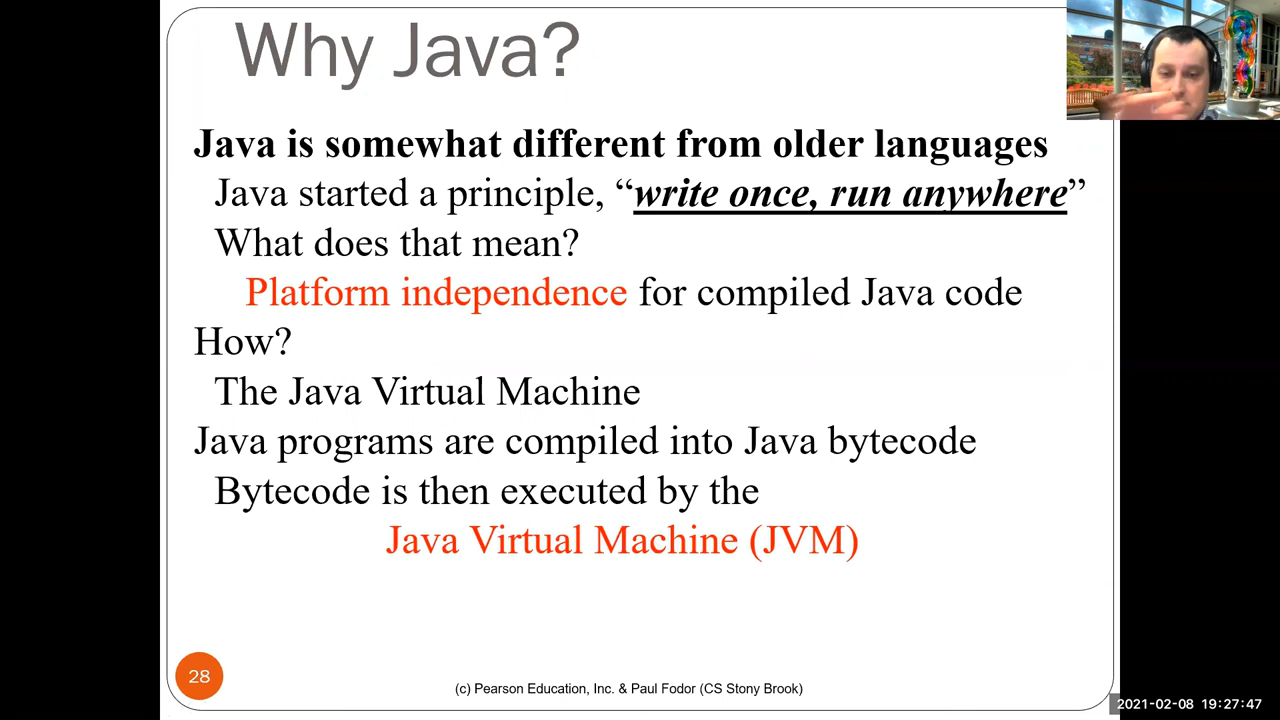 Why Java?
Java is somewhat different from older languages
Java started a principle, “write once, run anywhere”
What does that mean?
Platform independence for compiled Java code
How?
The Java Virtual Machine
Java programs are compiled into Java bytecode
Bytecode is then executed by the
Java Virtual Machine (JVM)
28
(c) Pearson Education, Inc. & Paul Fodor (CS Stony Brook)
2021-02-08 19:27:47